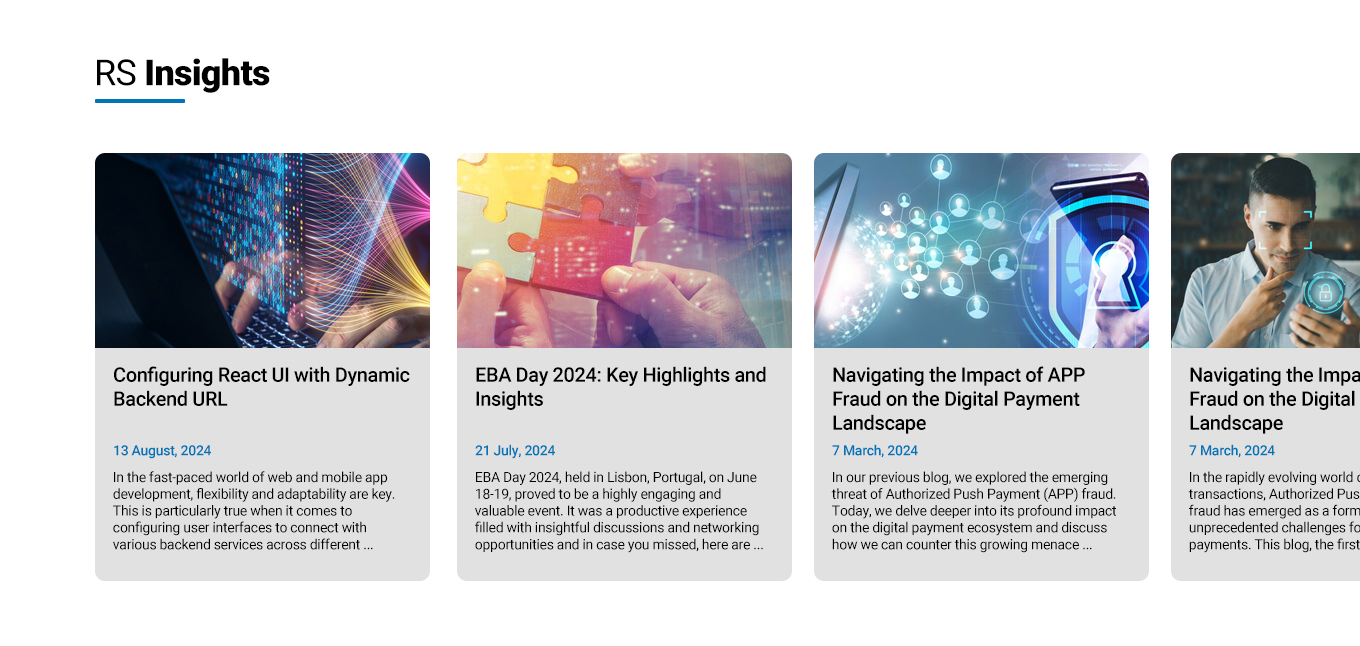 RS Insights
Configuring React UI with Dynamic
Backend URL
13 August, 2024
In the fast-paced world of web and mobile app
development, flexibility and adaptability are key.
This is particularly true when it comes to
configuring user interfaces to connect with
various backend services across different ...
EBA Day 2024: Key Highlights and
Insights
21 July, 2024
EBA Day 2024, held in Lisbon, Portugal, on June
18-19, proved to be a highly engaging and
valuable event. It was a productive experience
filled with insightful discussions and networking
opportunities and in case you missed, here are ...
Navigating the Impact of APP
Fraud on the Digital Payment
Landscape
7 March, 2024
In our previous blog, we explored the emerging
threat of Authorized Push Payment (APP) fraud.
Today, we delve deeper into its profound impact
on the digital payment ecosystem and discuss
how we can counter this growing menace ...
Navigating the Impa
Fraud on the Digital
Landscape
7 March, 2024
In the rapidly evolving world
transactions, Authorized Pus
fraud has emerged as a form
unprecedented challenges fo
payments. This blog, the first